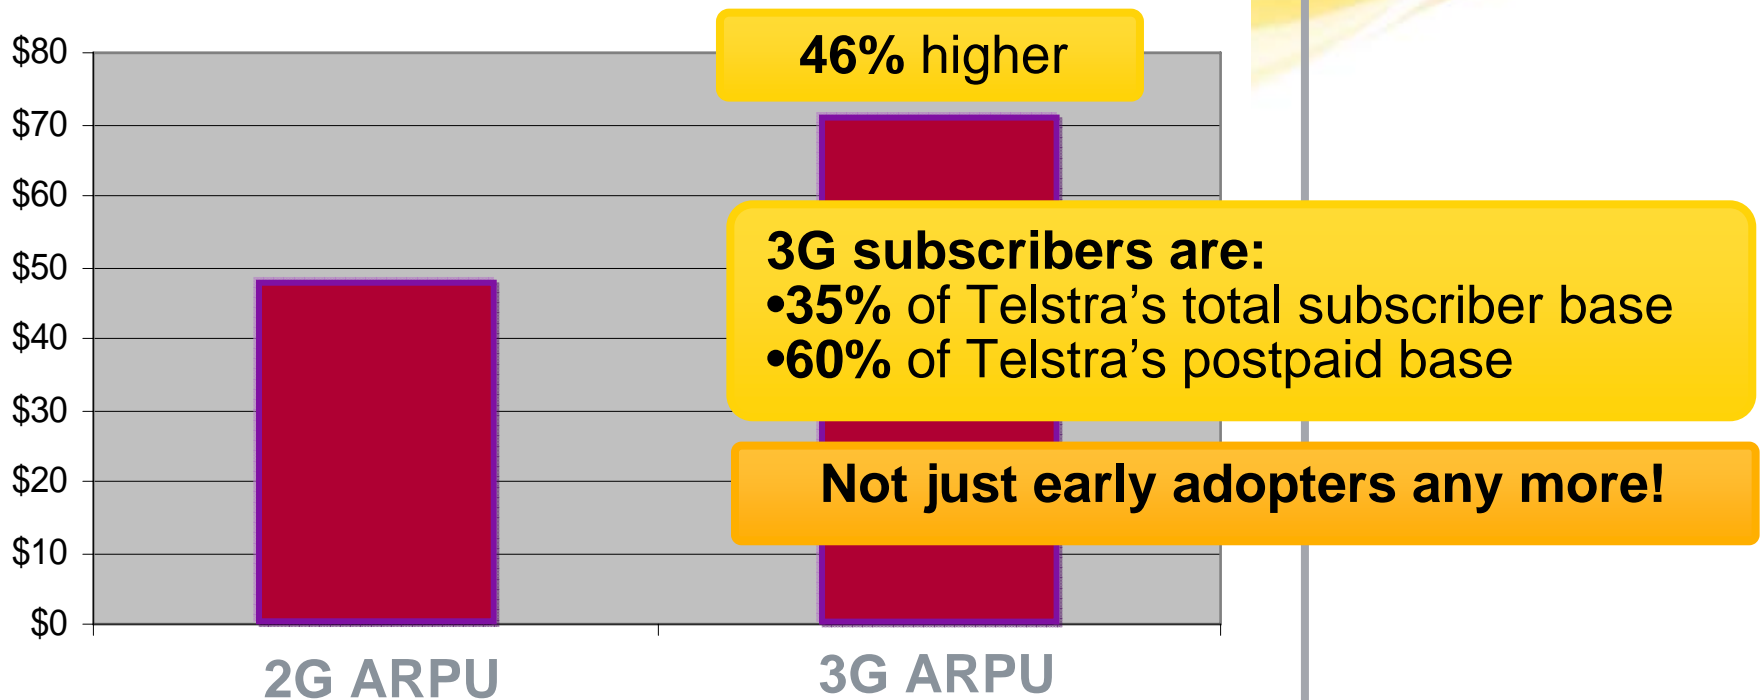 46% higher
$80
$70
$60
$50
$40
$30
$20
$10
$0
3G subscribers are:
•35% of Telstra’s total subscriber base
•60% of Telstra’s postpaid base
Not just early adopters any more!
2G ARPU
3G ARPU